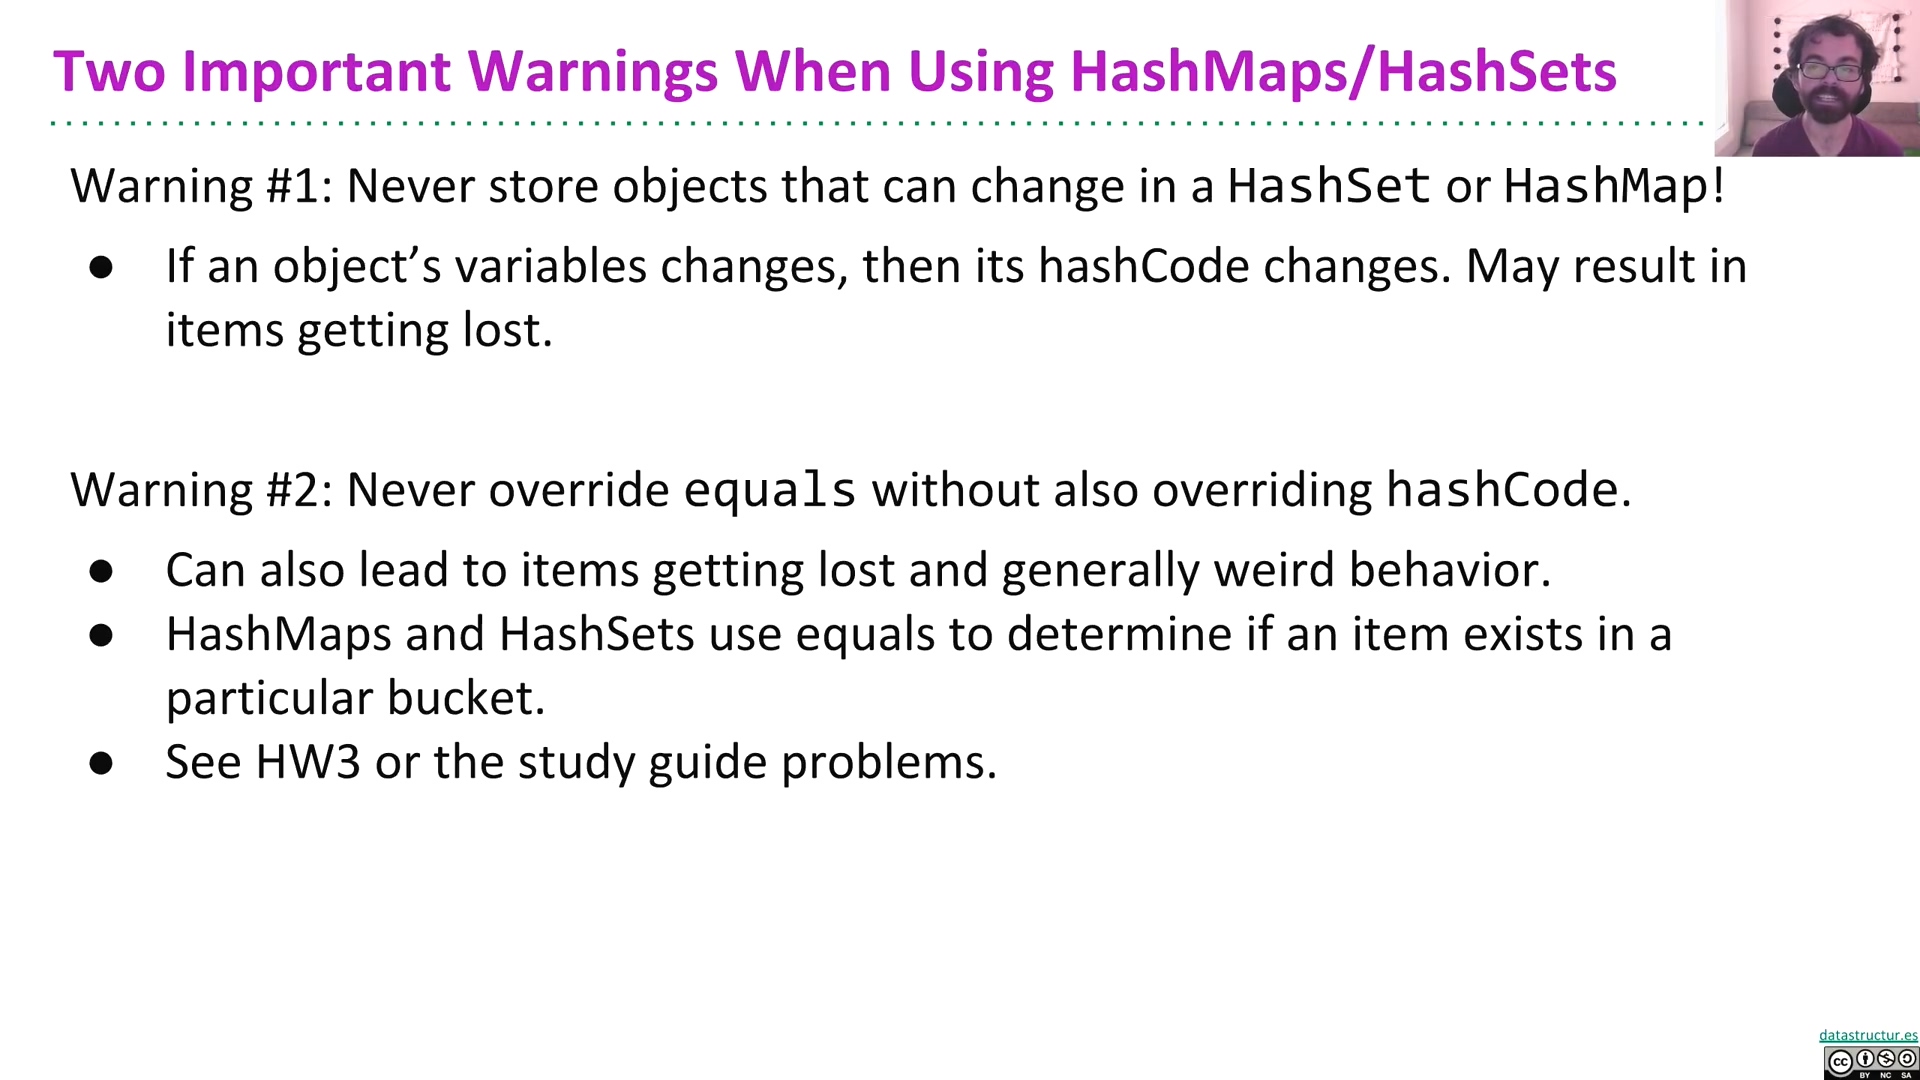 Two Important Warnings When Using HashMaps/HashSets
Warning #1: Never store objects that can change in a HashSet or HashMap!
● If an object’s variables changes, then its hashCode changes. May result in
items getting lost.
Warning #2: Never override equals without also overriding hashCode.
● Can also lead to items getting lost and generally weird behavior.
● HashMaps and HashSets use equals to determine if an item exists in a
particular bucket.
● See HW3 or the study guide problems.
datastructur.es
cc
BY NC SA